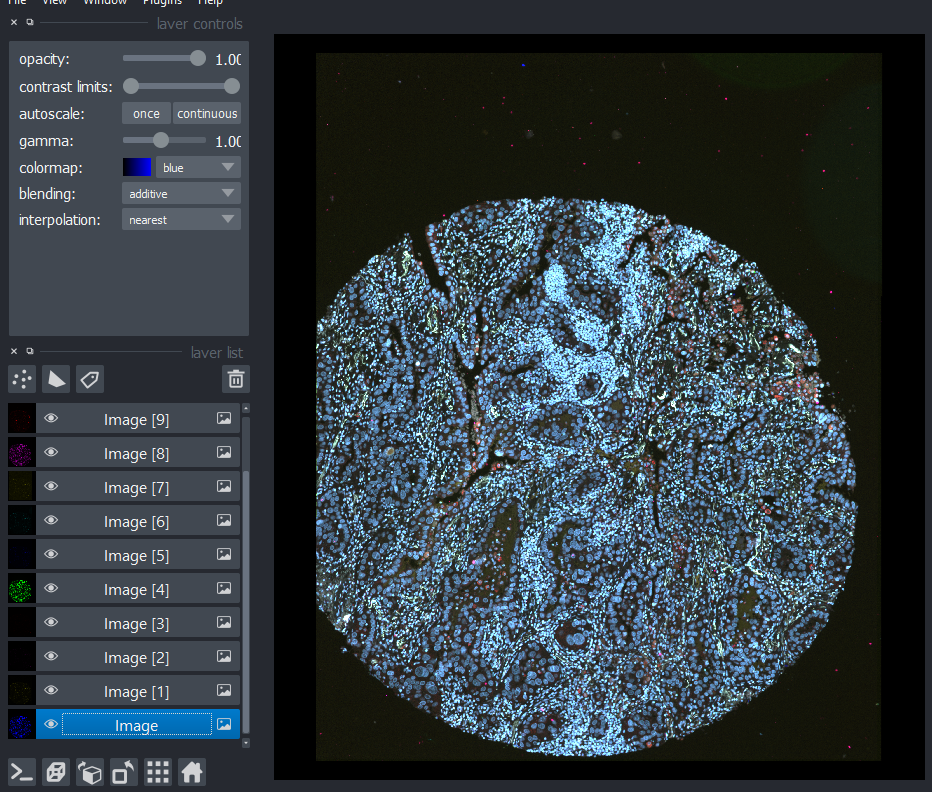 File View Window Plugins Help
layer controls
opacity: 1.00
contrast limits:
autoscale: once continuous
gamma: 1.00
colormap: blue
blending: additive
interpolation: nearest
layer list
Image [9]
Image [8]
Image [7]
Image [6]
Image [5]
Image [4]
Image [3]
Image [2]
Image [1]
Image